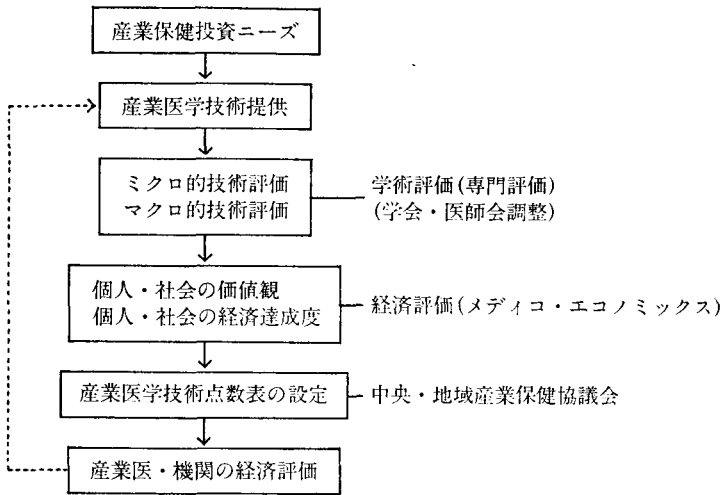 産業保健投資ニーズ
産業医学技術提供
ミクロ的技術評価
マクロ的技術評価
学術評価(専門評価)
(学会・医師会調整)
個人・社会の価値観
個人・社会の経済達成度
経済評価(メディコ・エコノミックス)
産業医学技術点数表の設定
中央・地域産業保健協議会
産業医・機関の経済評価